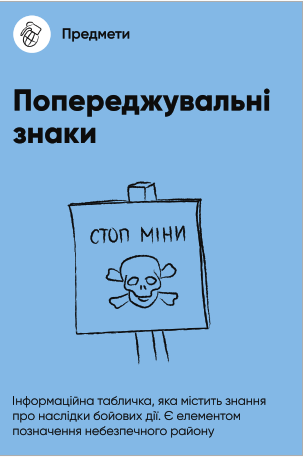 Предмети
Попереджувальні
знаки
СТОП МІНИ
Інформаційна табличка, яка містить знання
про наслідки бойових дії. Є елементом
позначення небезпечного району